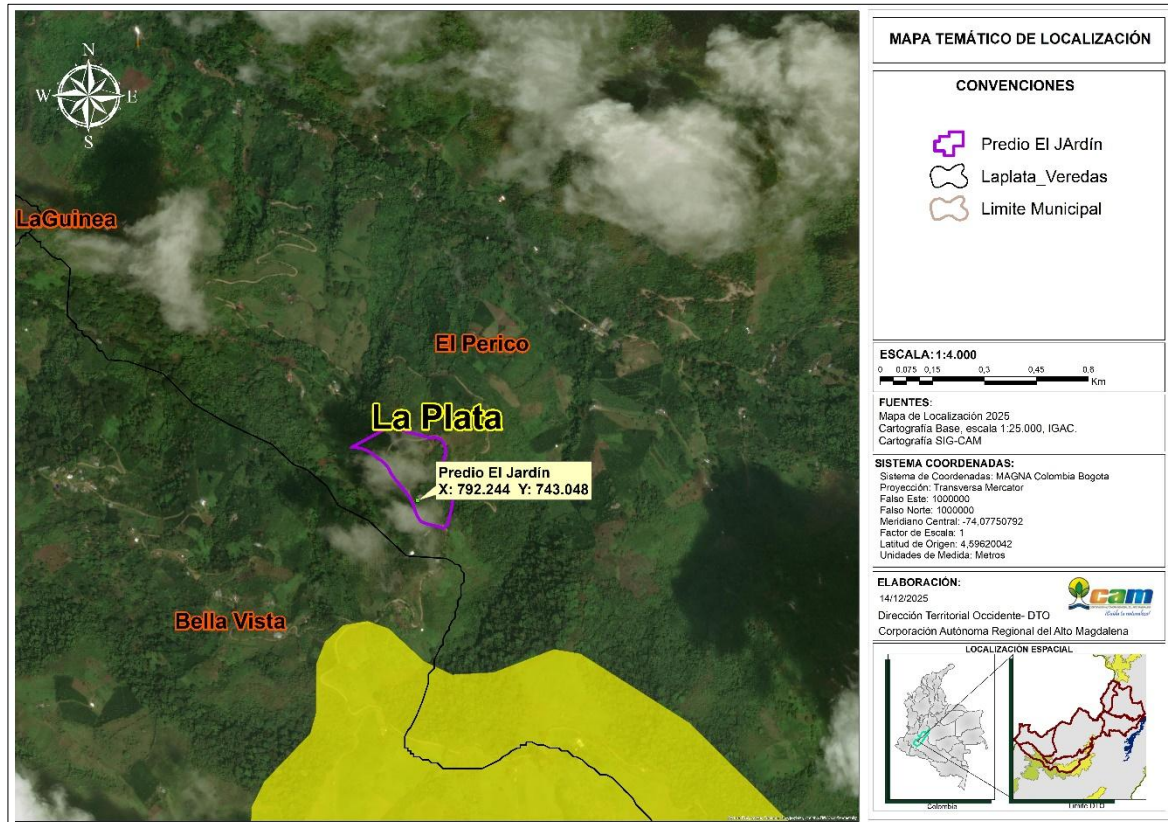 N
W E
S
LaGuinea
El Perico
La Plata
Predio El Jardín
X: 792.244 Y: 743.048
Bella Vista
MAPA TEMÁTICO DE LOCALIZACIÓN
CONVENCIONES
Predio El JArdín
Laplata_Veredas
Limite Municipal
ESCALA: 1:4.000
0 0,075 0,15 0,3 0,45 0,6
Km
FUENTES:
Mapa de Localización 2025
Cartografía Base, escala 1:25.000, IGAC.
Cartografía SIG-CAM
SISTEMA COORDENADAS:
Sistema de Coordenadas: MAGNA Colombia Bogota
Proyección: Transversa Mercator
Falso Este: 1000000
Falso Norte: 1000000
Meridiano Central: -74,07750792
Factor de Escala: 1
Latitud de Origen: 4,59620042
Unidades de Medida: Metros
ELABORACIÓN:
14/12/2025
cam
Dirección Territorial Occidente- DTO
Corporación Autónoma Regional del Alto Magdalena
LOCALIZACIÓN ESPACIAL
Colombia
Limite DTO